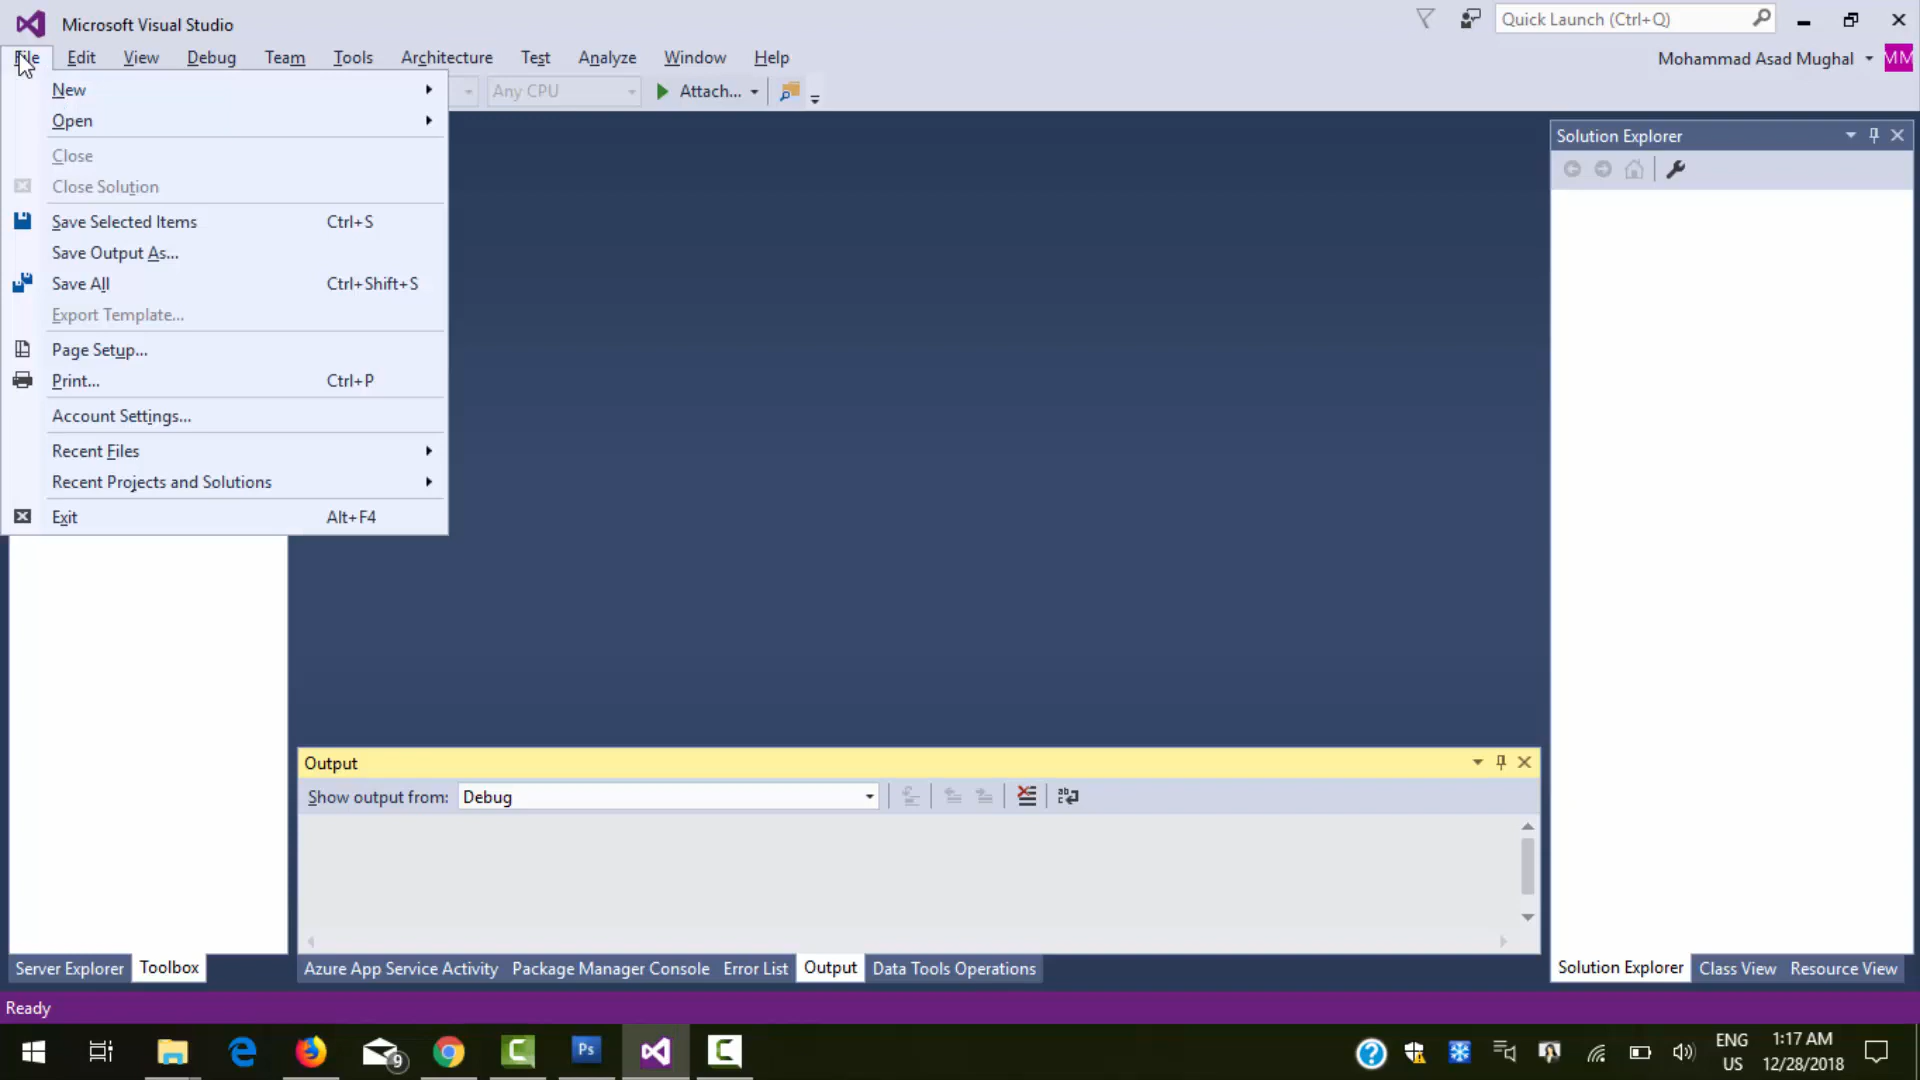 Microsoft Visual Studio
Quick Launch (Ctrl+Q)
File Edit View Debug Team Tools Architecture Test Analyze Window Help
Mohammad Asad Mughal MM
Any CPU Attach...
New
Open
Close
Close Solution
Save Selected Items Ctrl+S
Save Output As...
Save All Ctrl+Shift+S
Export Template...
Page Setup...
Print... Ctrl+P
Account Settings...
Recent Files
Recent Projects and Solutions
Exit Alt+F4
Solution Explorer
Output
Show output from: Debug
Server Explorer Toolbox
Azure App Service Activity Package Manager Console Error List Output Data Tools Operations
Solution Explorer Class View Resource View
Ready
9
Ps
ENG
US
1:17 AM
12/28/2018